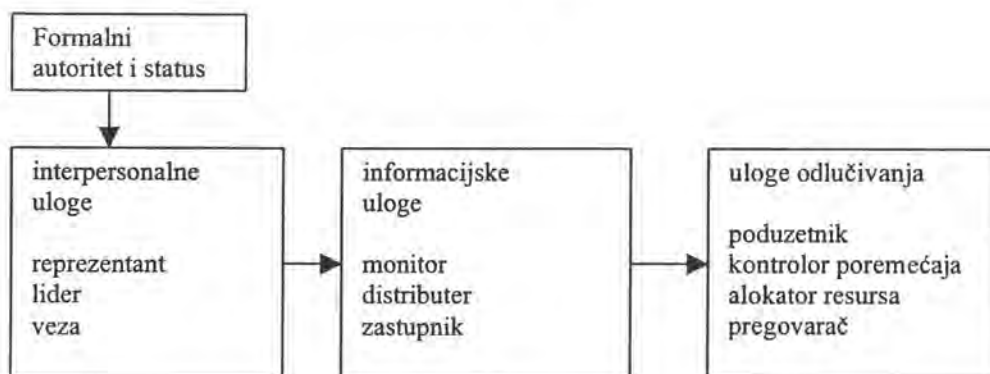 Formalni
autoritet i status
interpersonalne
uloge
reprezentant
lider
veza
informacijske
uloge
monitor
distributer
zastupnik
uloge odlučivanja
poduzetnik
kontrolor poremećaja
alokator resursa
pregovarač